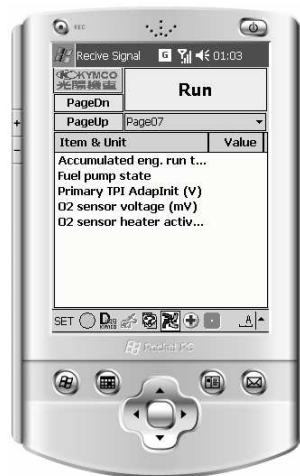 REC
Recive Signal G 01:03
KYMCO
光陽機車
Run
PageDn
PageUp Page07
Item & Unit Value
Accumulated eng. run t...
Fuel pump state
Primary TPI AdapInit (V)
O2 sensor voltage (mV)
O2 sensor heater activ...
SET
Pocket PC